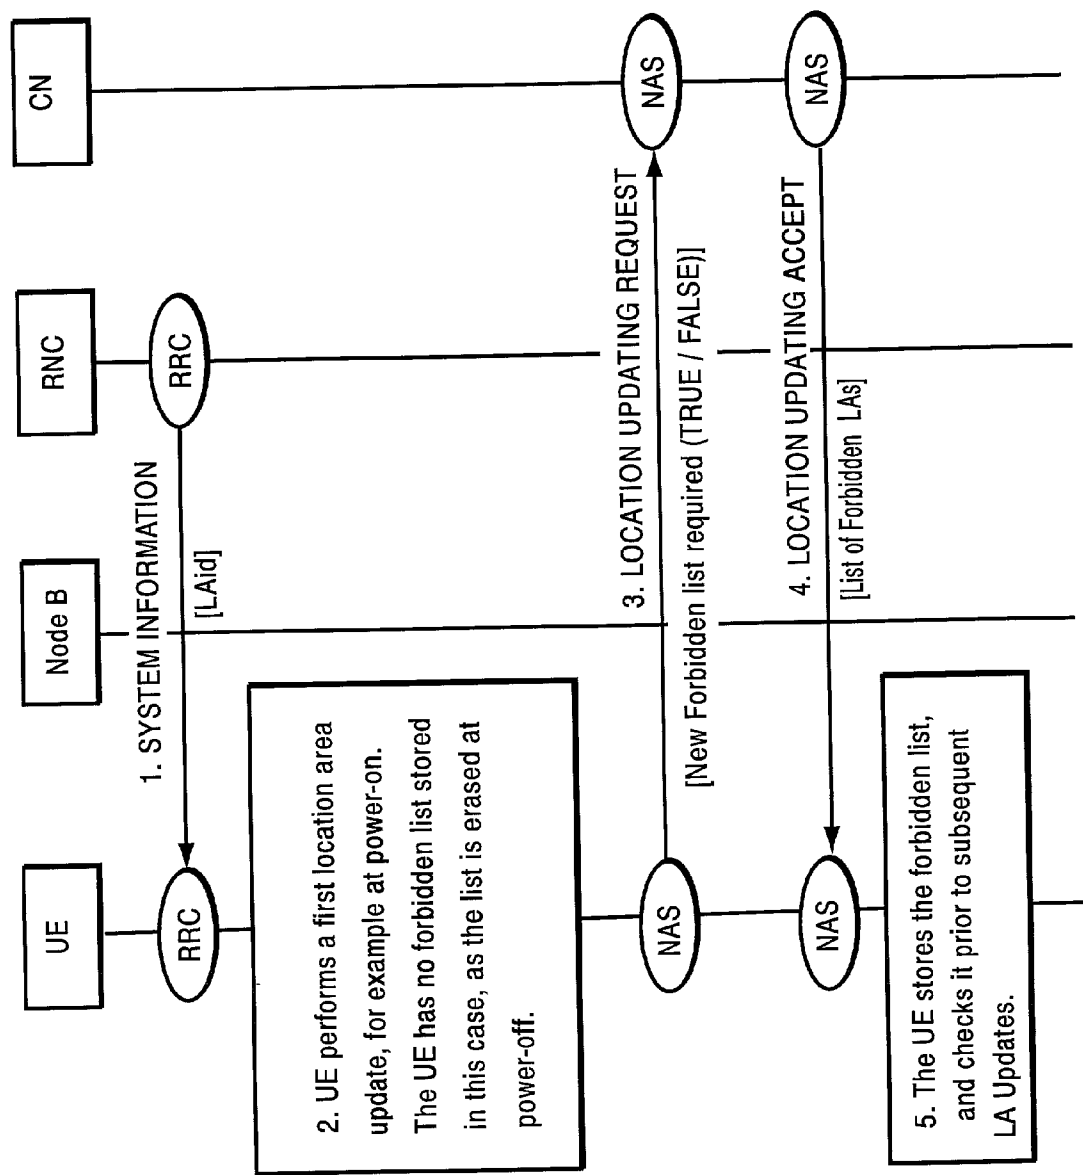 UE
Node B
RNC
CN
1. SYSTEM INFORMATION
RRC
RRC
[LAid]
2. UE performs a first location area
update, for example at power-on.
The UE has no forbidden list stored
in this case, as the list is erased at
power-off.
3. LOCATION UPDATING REQUEST
NAS
NAS
[New Forbidden list required (TRUE / FALSE)]
4. LOCATION UPDATING ACCEPT
NAS
NAS
[List of Forbidden LAs]
5. The UE stores the forbidden list,
and checks it prior to subsequent
LA Updates.